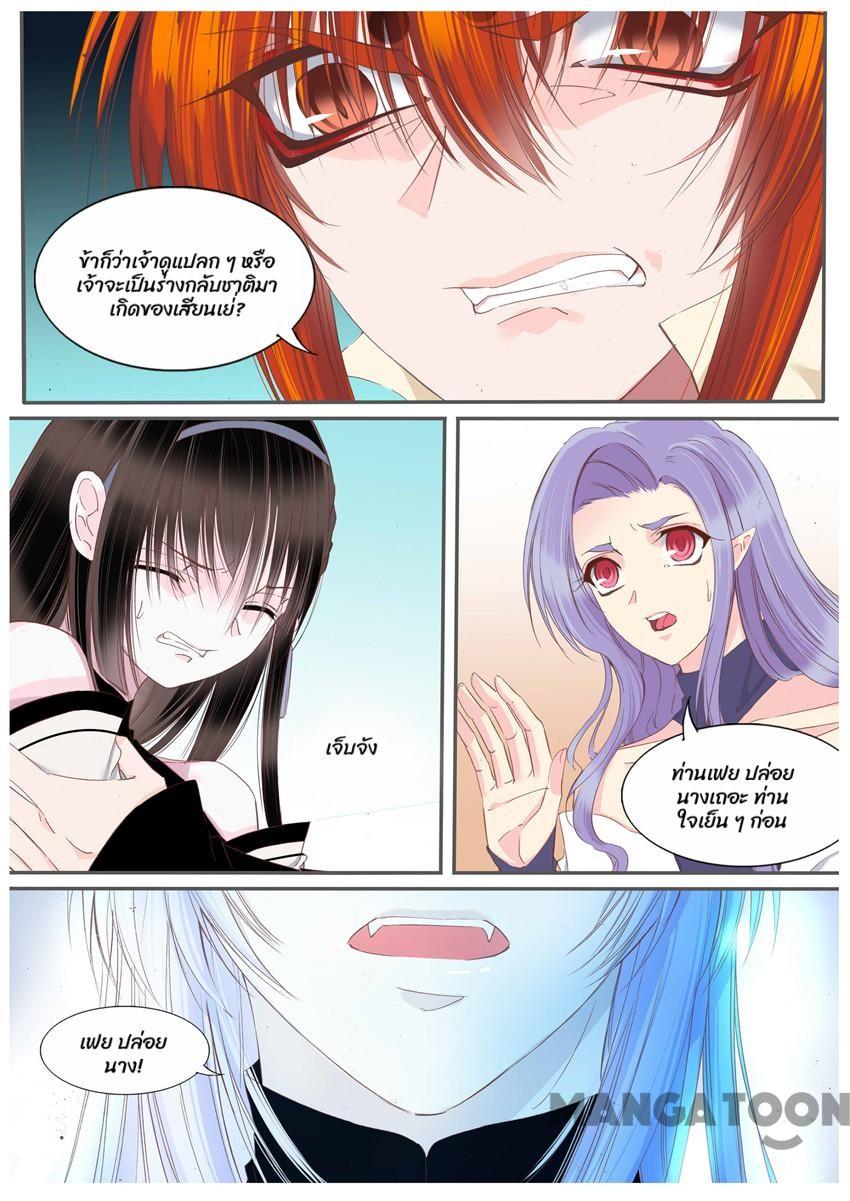 ข้าก็ว่าเจ้าดูแปลก ๆ หรือ
เจ้าจะเป็นร่างกลับชาติมา
เกิดของเสียนเย่?
เจ็บจัง
ท่านเฟย ปล่อย
นางเถอะ ท่าน
ใจเย็น ๆ ก่อน
เฟย ปล่อย
นาง!
MANGATOON